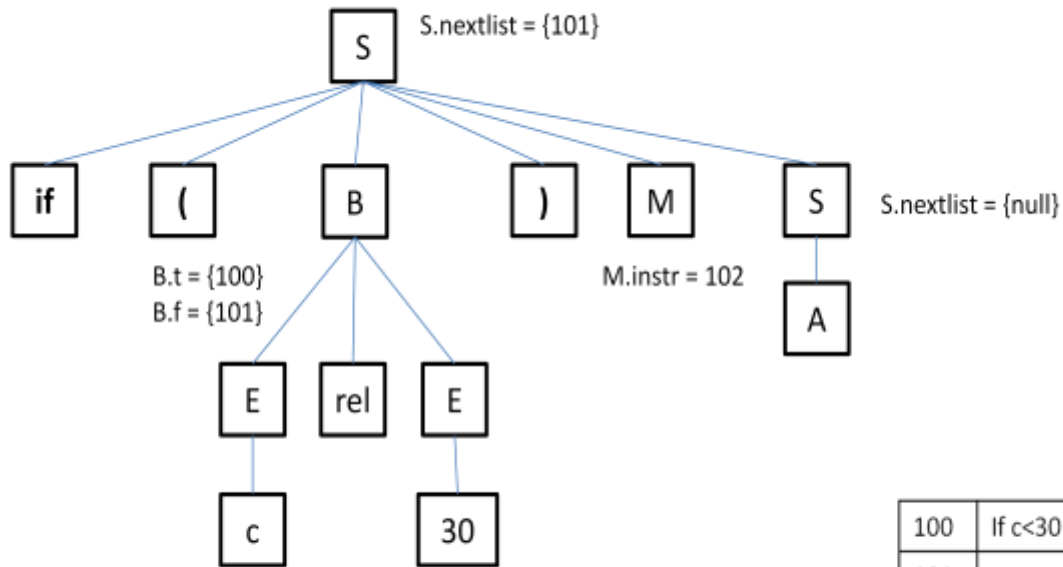 S.nextlist = {101}
S
if ( B ) M S
S.nextlist = {null}
B.t = {100}
B.f = {101}
M.instr = 102
A
E rel E
c 30
100 If c<30